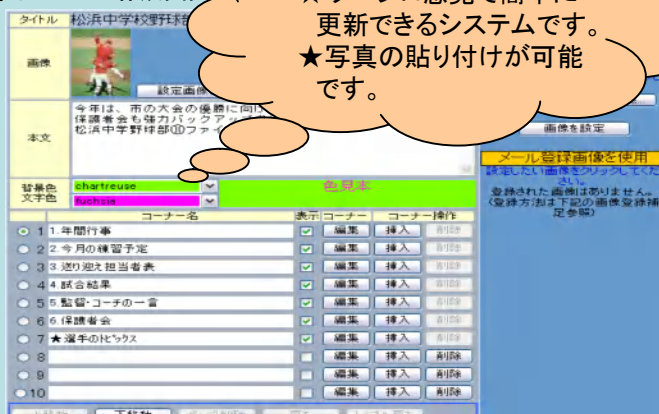 更新できるシステムです。
★写真の貼り付けが可能
です。
タイトル 松浜中学校野球部
画像
設定画像
本文
今年は、市の大会の優勝に向け
保護者会も強力バックアップ
松浜中学野球部⑩ファイ
背景色 chartreuse
文字色 fuchsia
色見本
コーナー名 表示 コーナー コーナー操作
1 1.年間行事 編集 挿入 削除
2 2.今月の練習予定 編集 挿入 削除
3 3.送り迎え担当者表 編集 挿入 削除
4 4.試合結果 編集 挿入 削除
5 5.監督・コーチの一言 編集 挿入 削除
6 6.保護者会 編集 挿入 削除
7 ★選手のトピックス 編集 挿入 削除
8 編集 挿入 削除
9 編集 挿入 削除
10 編集 挿入 削除
画像を設定
メール登録画像を使用
設定したい画像をクリックしてくだ
さい。
登録された画像はありません。
(登録方法は下記の画像登録補
足参照)